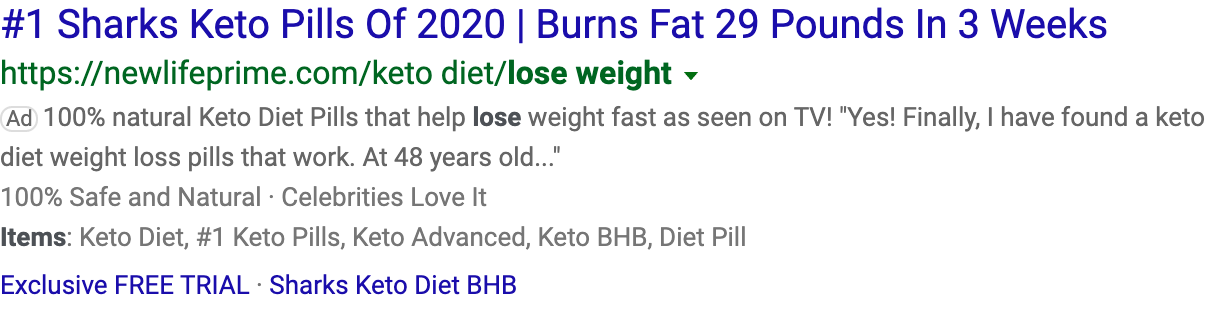 #1 Sharks Keto Pills Of 2020 | Burns Fat 29 Pounds In 3 Weeks
https://newlifeprime.com/keto diet/lose weight
Ad 100% natural Keto Diet Pills that help lose weight fast as seen on TV! "Yes! Finally, I have found a keto
diet weight loss pills that work. At 48 years old..."
100% Safe and Natural · Celebrities Love It
Items: Keto Diet, #1 Keto Pills, Keto Advanced, Keto BHB, Diet Pill
Exclusive FREE TRIAL · Sharks Keto Diet BHB